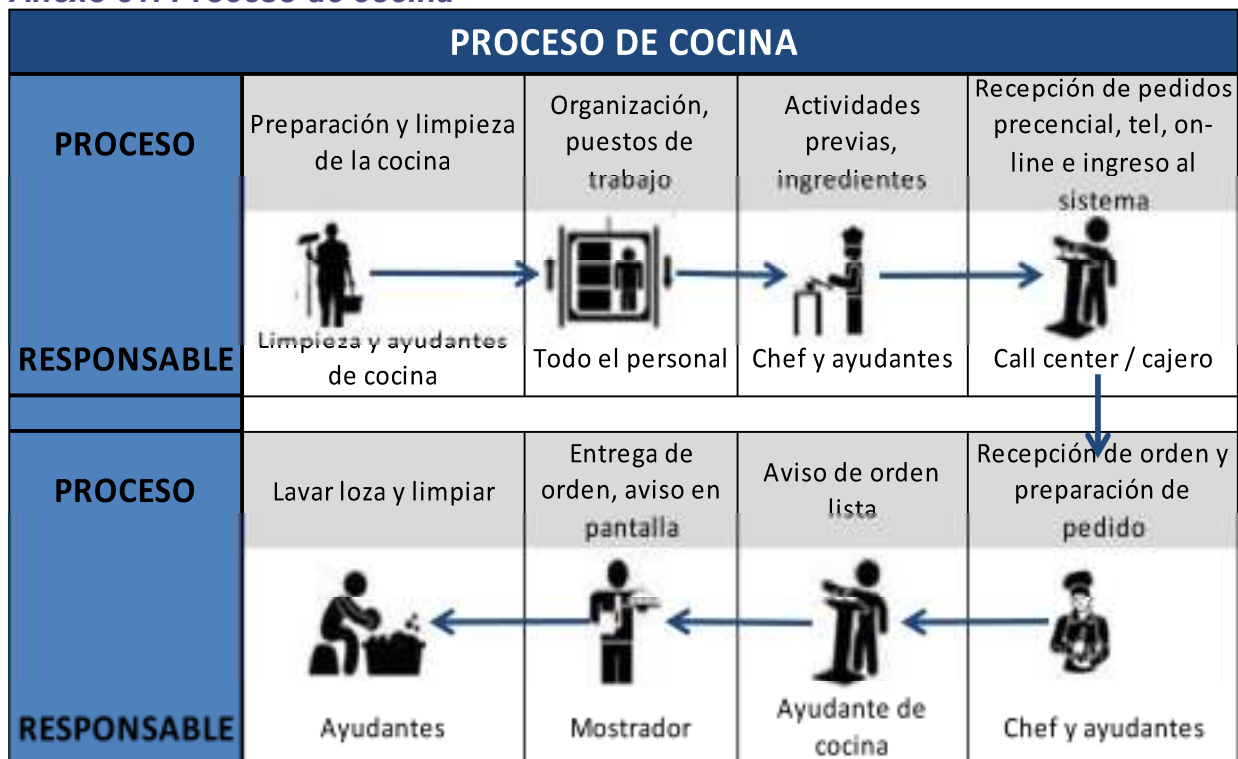 PROCESO DE COCINA
PROCESO
Preparación y limpieza
de la cocina
Organización,
puestos de
trabajo
Actividades
previas,
ingredientes
Recepción de pedidos
precencial, tel, on-
line e ingreso al
sistema
RESPONSABLE
Limpieza y ayudantes
de cocina
Todo el personal
Chef y ayudantes
Call center / cajero
PROCESO
Lavar loza y limpiar
Entrega de
orden, aviso en
pantalla
Aviso de orden
lista
Recepción de orden y
preparación de
pedido
RESPONSABLE
Ayudantes
Mostrador
Ayudante de
cocina
Chef y ayudantes